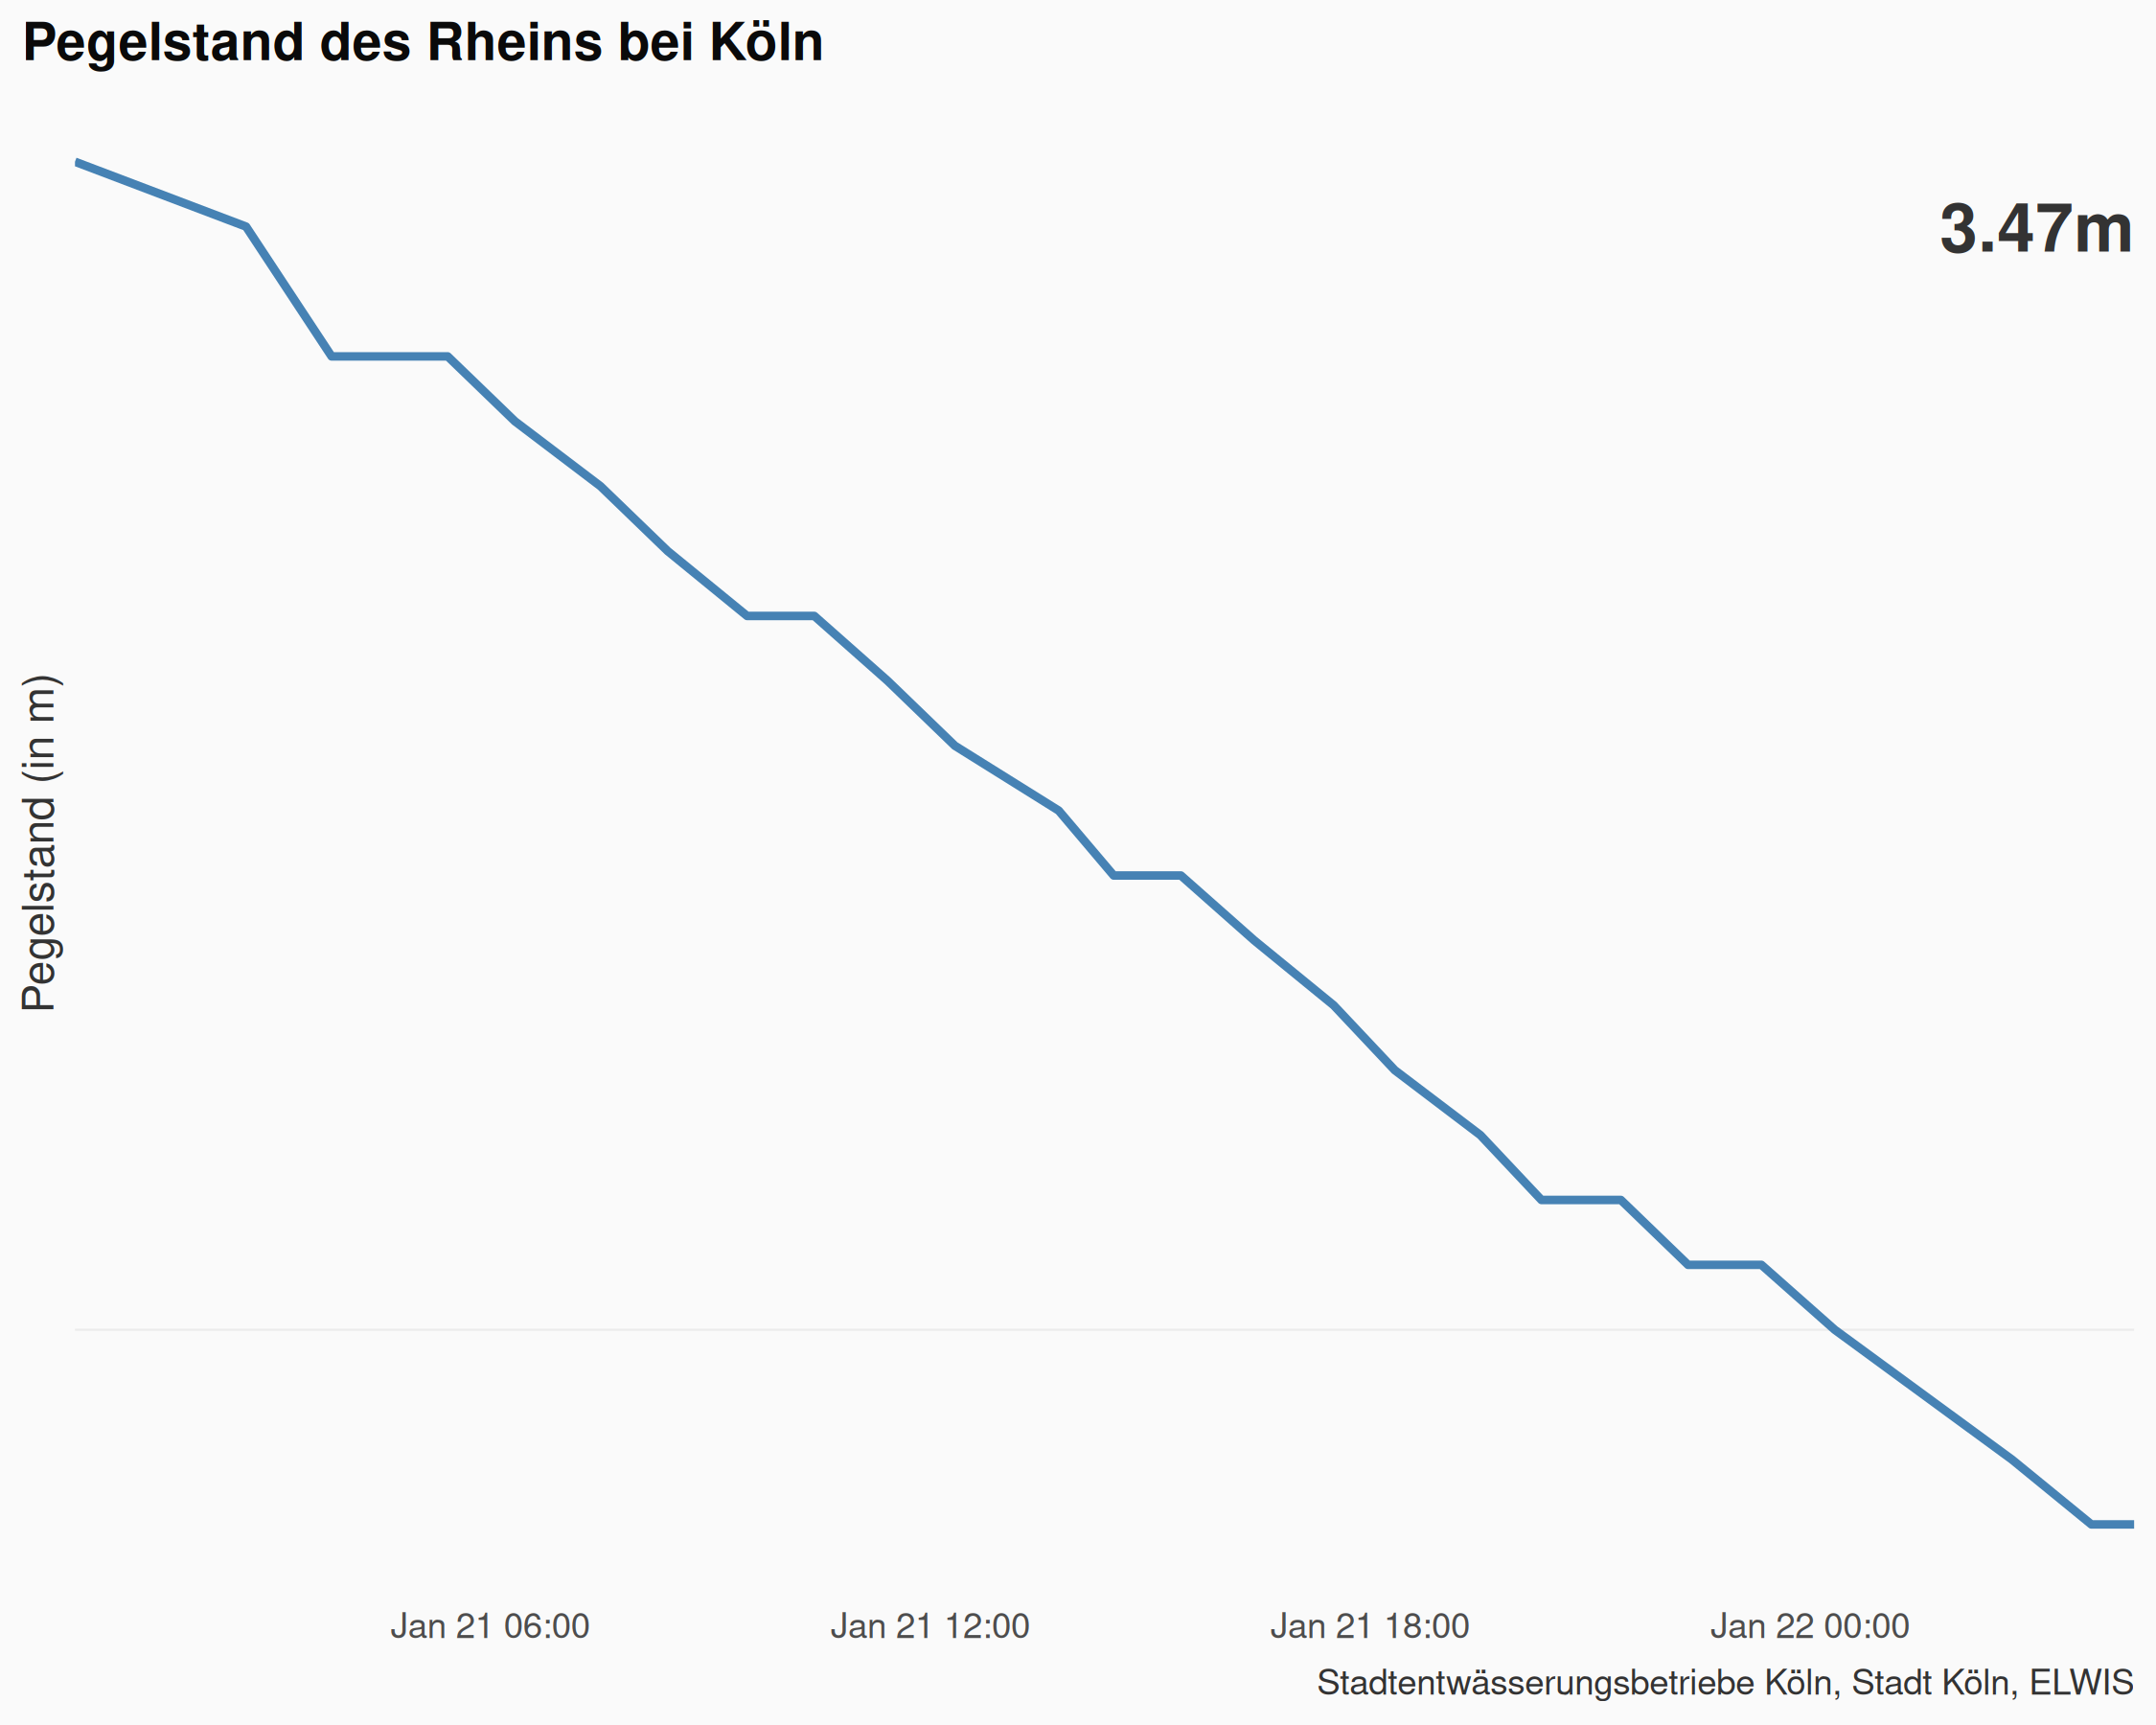 Pegelstand des Rheins bei Köln
3.47m
Pegelstand (in m)
Jan 21 06:00
Jan 21 12:00
Jan 21 18:00
Jan 22 00:00
Stadtentwässerungsbetriebe Köln, Stadt Köln, ELWIS